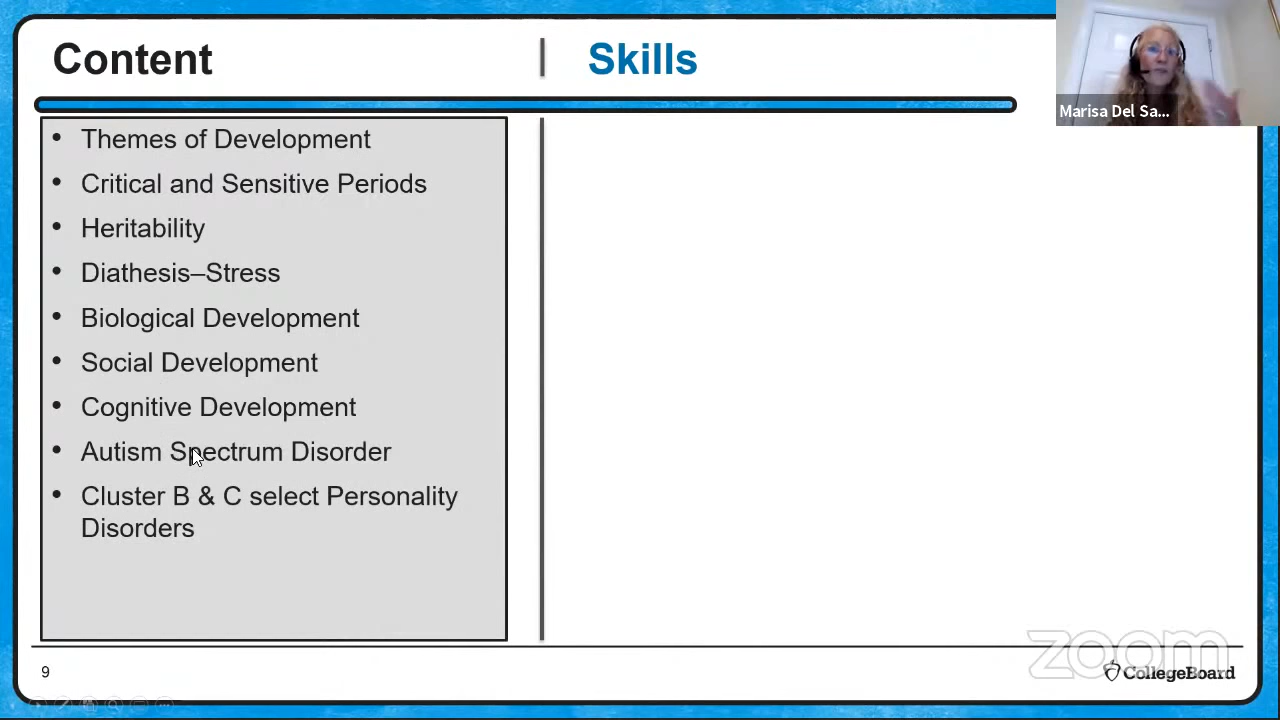 Content
Skills
Marisa Del Sa...
• Themes of Development
• Critical and Sensitive Periods
• Heritability
• Diathesis–Stress
• Biological Development
• Social Development
• Cognitive Development
• Autism Spectrum Disorder
• Cluster B & C select Personality
Disorders
zoom
9
CollegeBoard